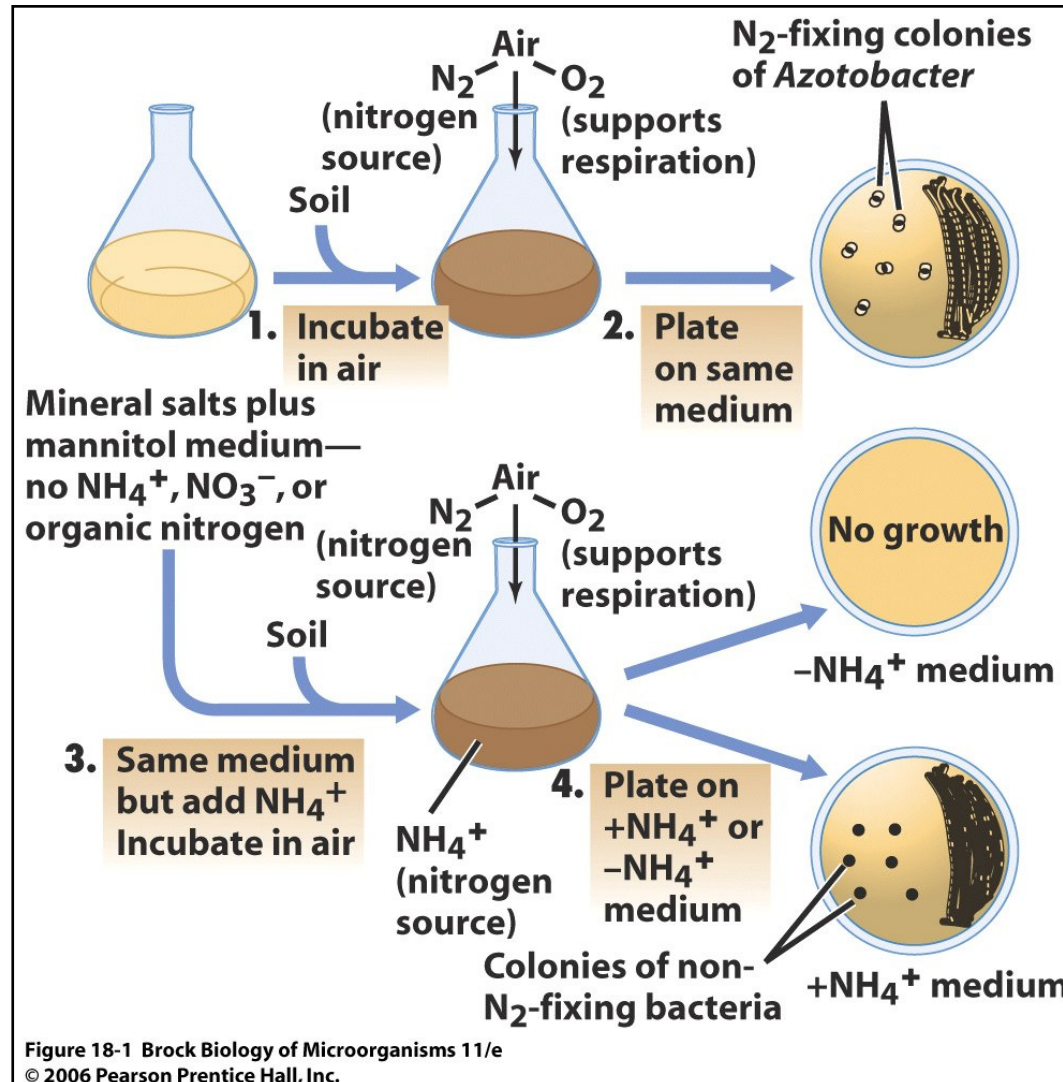 Air
N2
O2
(nitrogen
source)
(supports
respiration)
Soil
N2-fixing colonies
of Azotobacter
1. Incubate
in air
2. Plate
on same
medium
Mineral salts plus
mannitol medium—
no NH4+, NO3−, or
organic nitrogen
Air
N2
O2
(nitrogen
source)
(supports
respiration)
Soil
No growth
–NH4+ medium
3. Same medium
but add NH4+
Incubate in air
NH4+
(nitrogen
source)
4. Plate on
+NH4+ or
–NH4+
medium
Colonies of non-
N2-fixing bacteria
+NH4+ medium
Figure 18-1 Brock Biology of Microorganisms 11/e
© 2006 Pearson Prentice Hall, Inc.